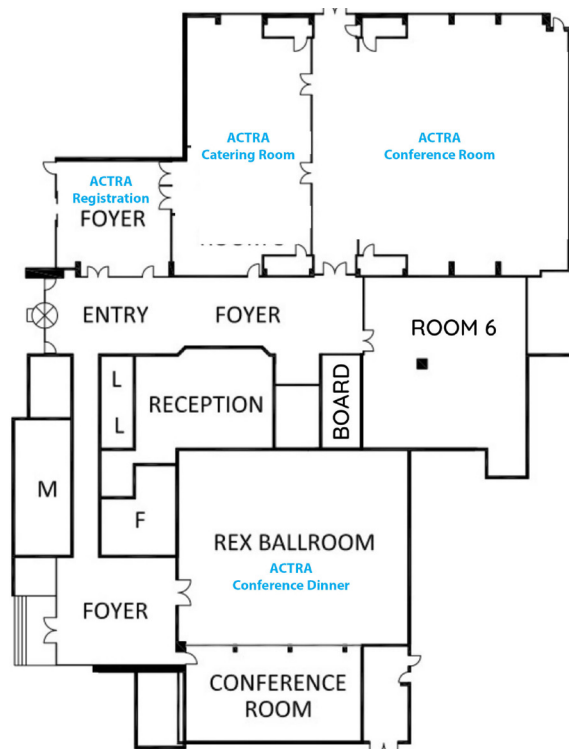 ACTRA
Catering Room
ACTRA
Conference Room
ACTRA
Registration
FOYER
ENTRY
FOYER
ROOM 6
L
L
RECEPTION
BOARD
M
F
REX BALLROOM
ACTRA
Conference Dinner
FOYER
CONFERENCE
ROOM